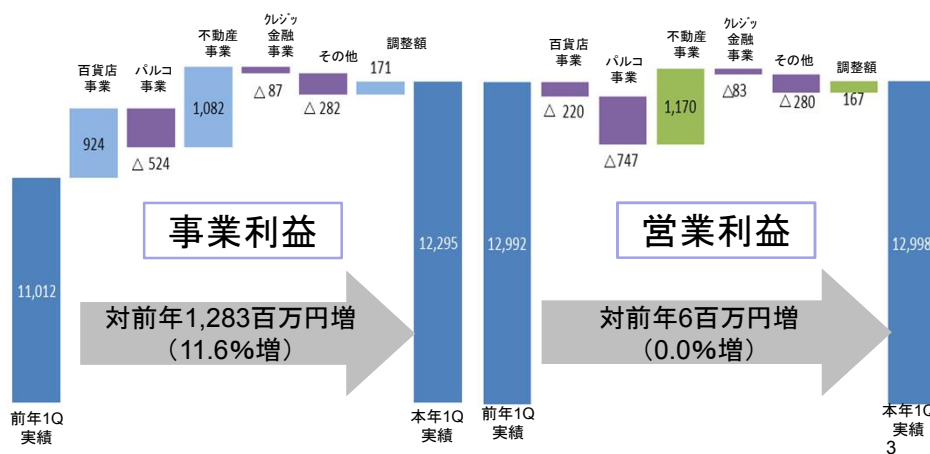 百貨店
事業
パルコ
事業
不動産
事業
クレジッ
金融
事業
その他
調整額
171
924
△ 524
1,082
△ 87
△ 282
11,012
12,295
事業利益
対前年1,283百万円増
（11.6%増）
前年1Q
実績
本年1Q
実績
百貨店
事業
パルコ
事業
不動産
事業
クレジッ
金融
事業
その他
調整額
△
220
△747
1,170
△83
△ 280
167
12,992
12,998
営業利益
対前年6百万円増
（0.0%増）
前年1Q
実績
本年1Q
実績
3